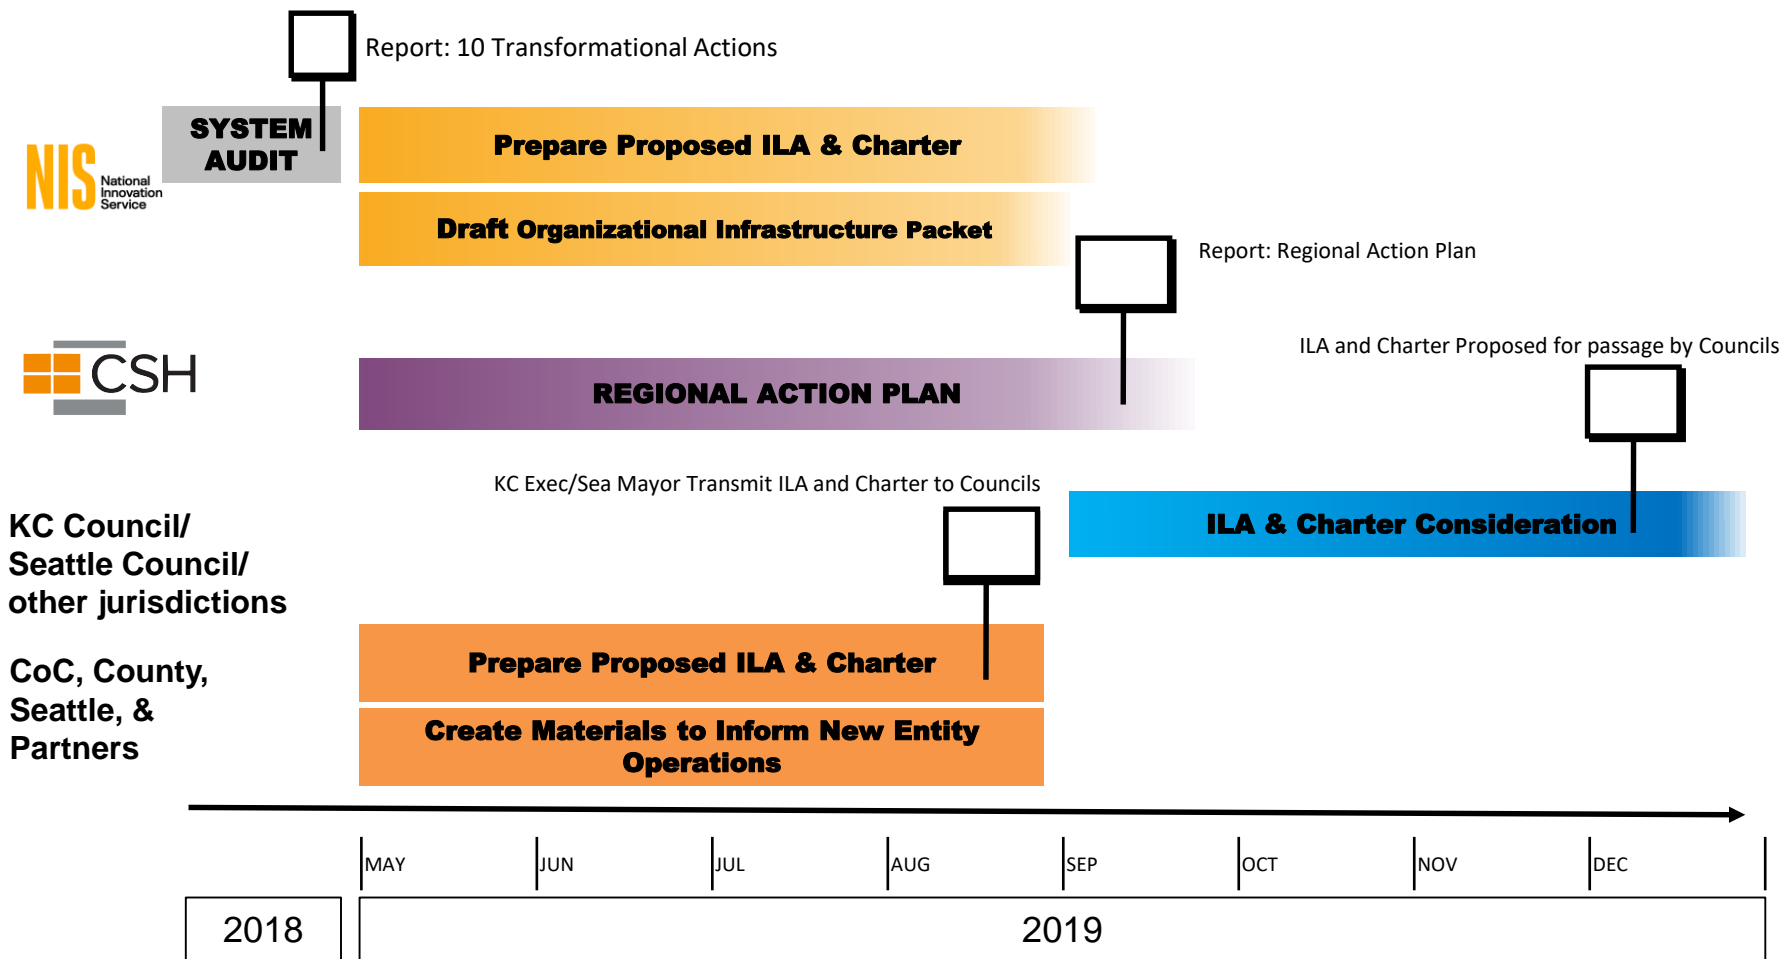 Report: 10 Transformational Actions
SYSTEM
AUDIT
Prepare Proposed ILA & Charter
NIS
National
Innovation
Service
Draft Organizational Infrastructure Packet
Report: Regional Action Plan
ILA and Charter Proposed for passage by Councils
CSH
REGIONAL ACTION PLAN
KC Exec/Sea Mayor Transmit ILA and Charter to Councils
KC Council/
Seattle Council/
other jurisdictions
ILA & Charter Consideration
CoC, County,
Seattle, &
Partners
Prepare Proposed ILA & Charter
Create Materials to Inform New Entity
Operations
MAY
JUN
JUL
AUG
SEP
OCT
NOV
DEC
2018
2019